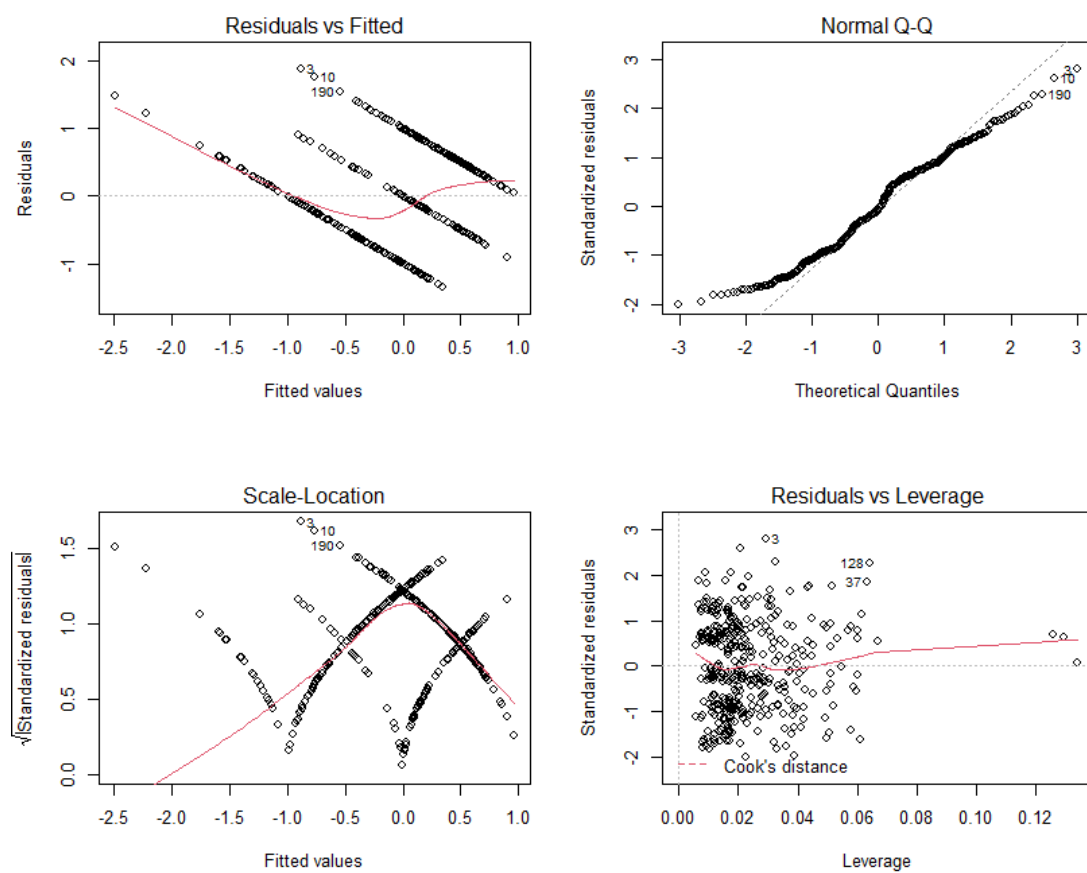 Residuals vs Fitted
Residuals
2
1
0
-1
3
10
190
-2.5 -2.0 -1.5 -1.0 -0.5 0.0 0.5 1.0
Fitted values
Normal Q-Q
Standardized residuals
3
2
1
0
-1
-2
3
10
190
-3 -2 -1 0 1 2 3
Theoretical Quantiles
Scale-Location
√|Standardized residuals|
1.5
1.0
0.5
0.0
3
10
190
-2.5 -2.0 -1.5 -1.0 -0.5 0.0 0.5 1.0
Fitted values
Residuals vs Leverage
Standardized residuals
3
2
1
0
-1
-2
3
128
37
Cook's distance
0.00 0.02 0.04 0.06 0.08 0.10 0.12
Leverage